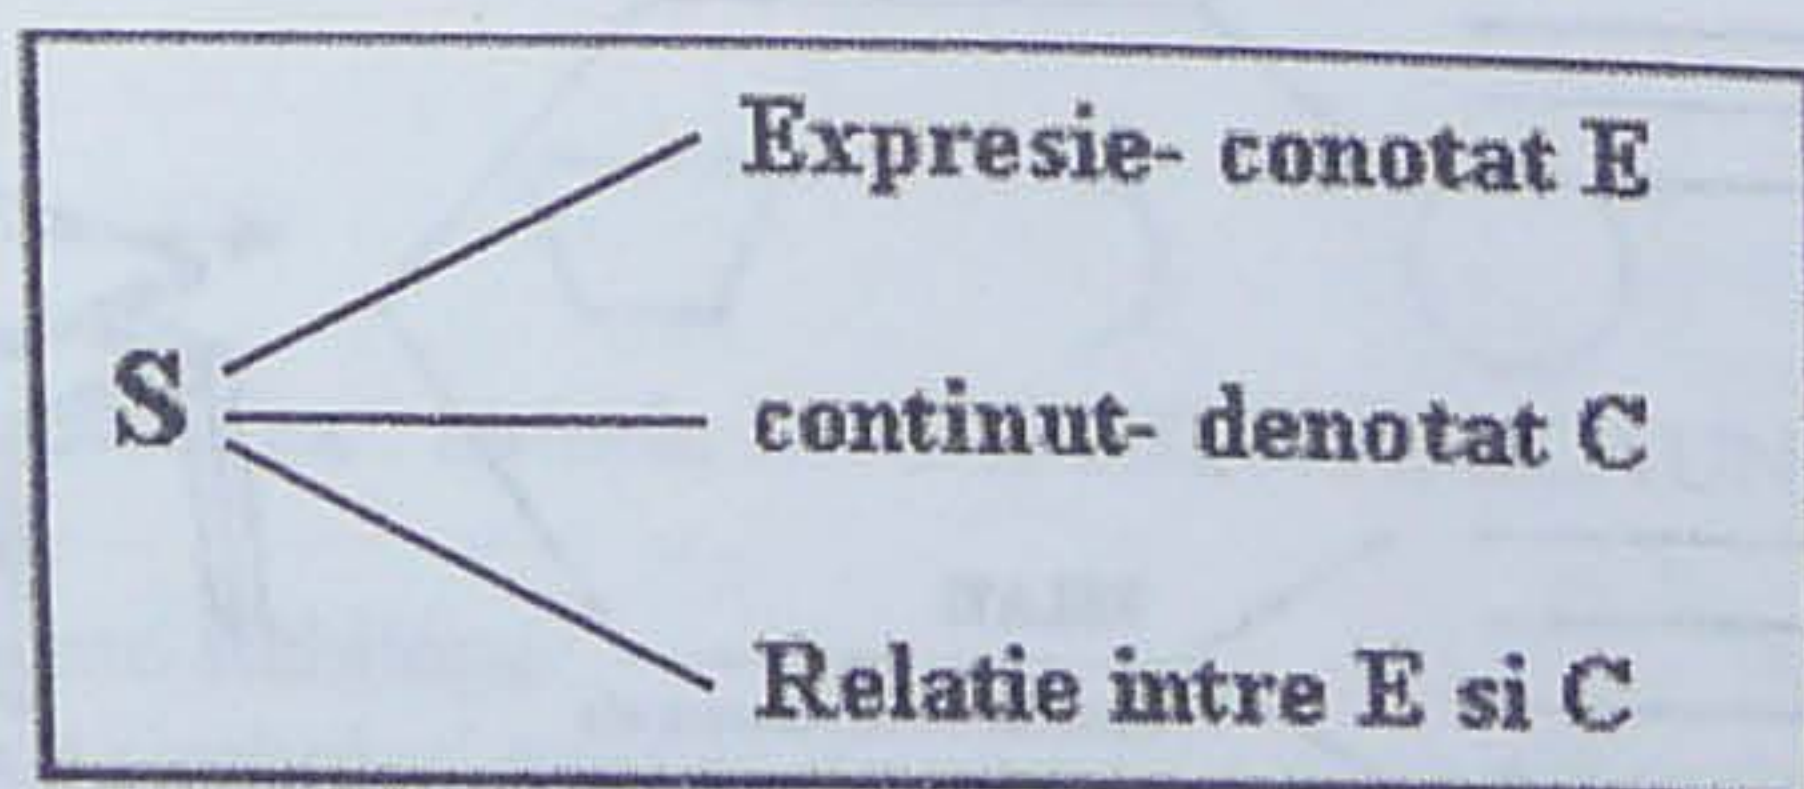 Expresie- conotat E
S
continut- denotat C
Relatie intre E si C